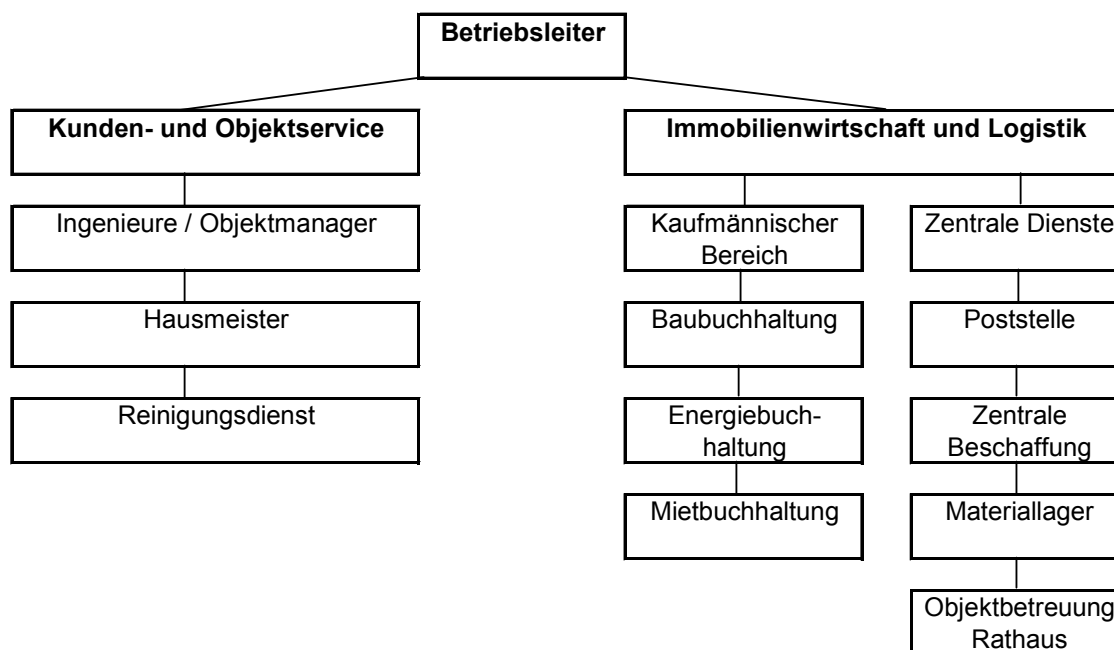 Betriebsleiter
Kunden- und Objektservice
Immobilienwirtschaft und Logistik
Ingenieure / Objektmanager
Kaufmännischer
Bereich
Zentrale Dienste
Hausmeister
Baubuchhaltung
Poststelle
Reinigungsdienst
Energiebuch-
haltung
Zentrale
Beschaffung
Mietbuchhaltung
Materiallager
Objektbetreuung
Rathaus